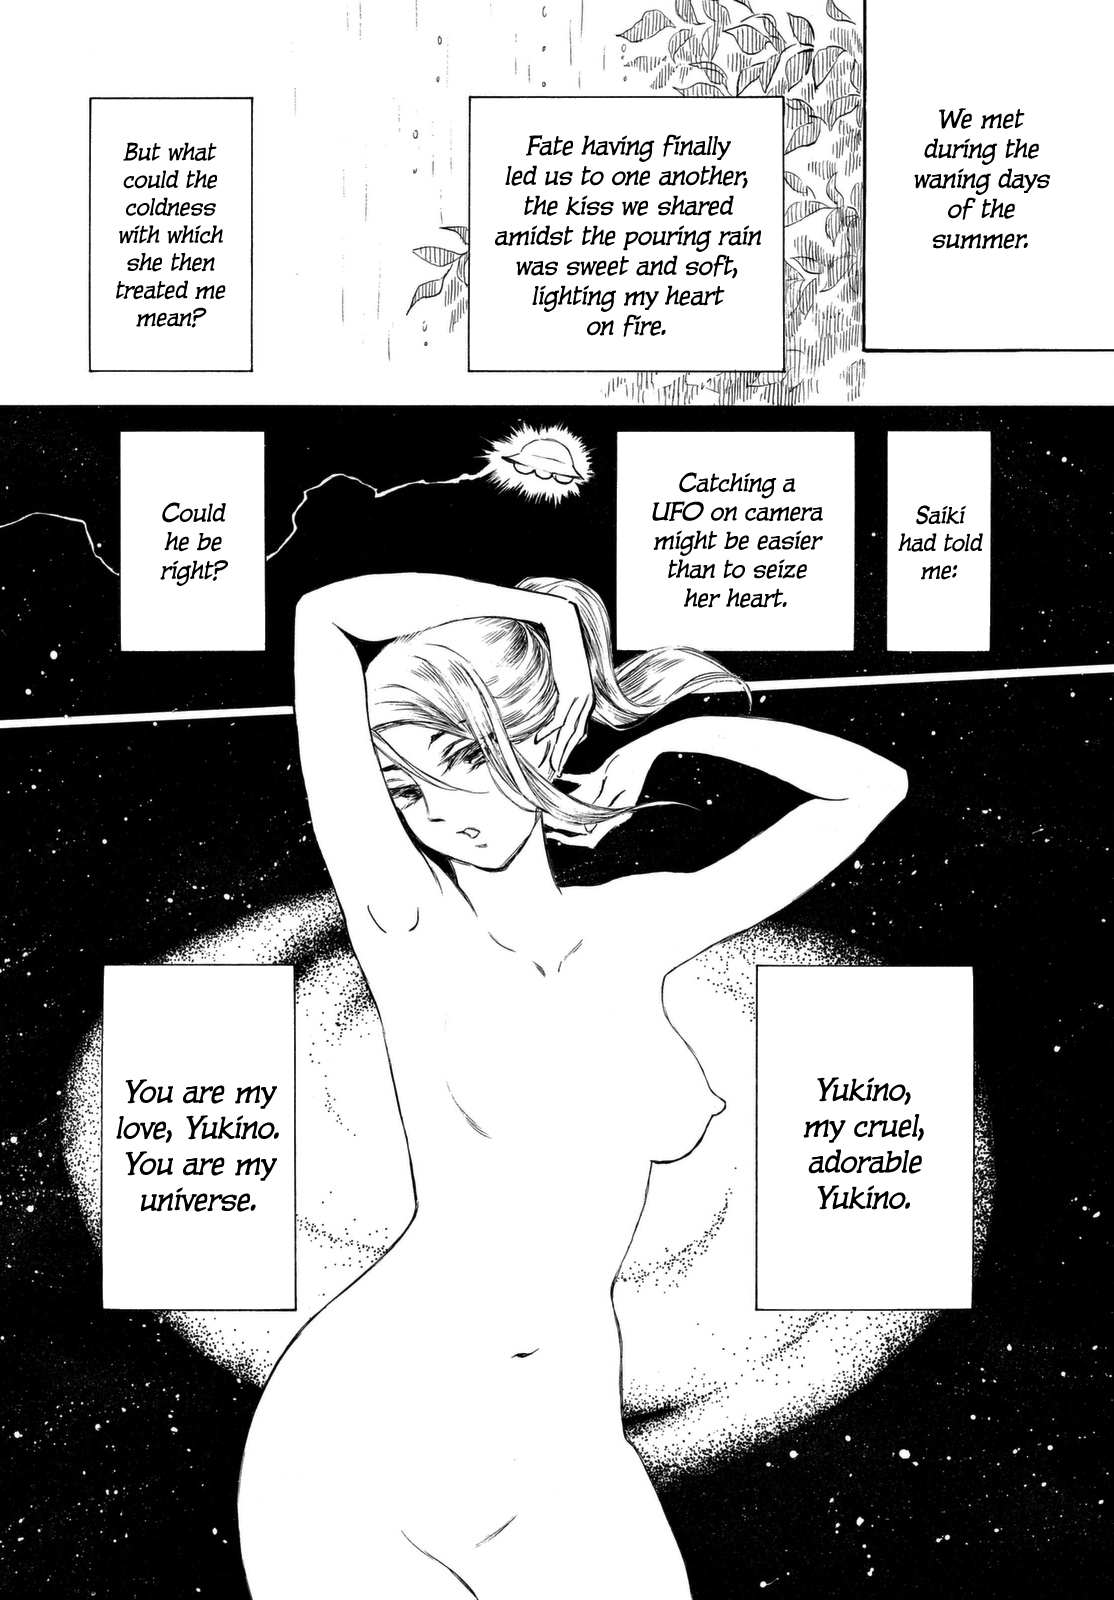 We met
during the
waning days
of the
summer.
Fate having finally
led us to one another,
the kiss we shared
amidst the pouring rain
was sweet and soft,
lighting my heart
on fire.
But what
could the
coldness
with which
she then
treated me
mean?
Saiki
had told
me:
Catching a
UFO on camera
might be easier
than to seize
her heart.
Could
he be
right?
Yukino,
my cruel,
adorable
Yukino.
You are my
love, Yukino.
You are my
universe.